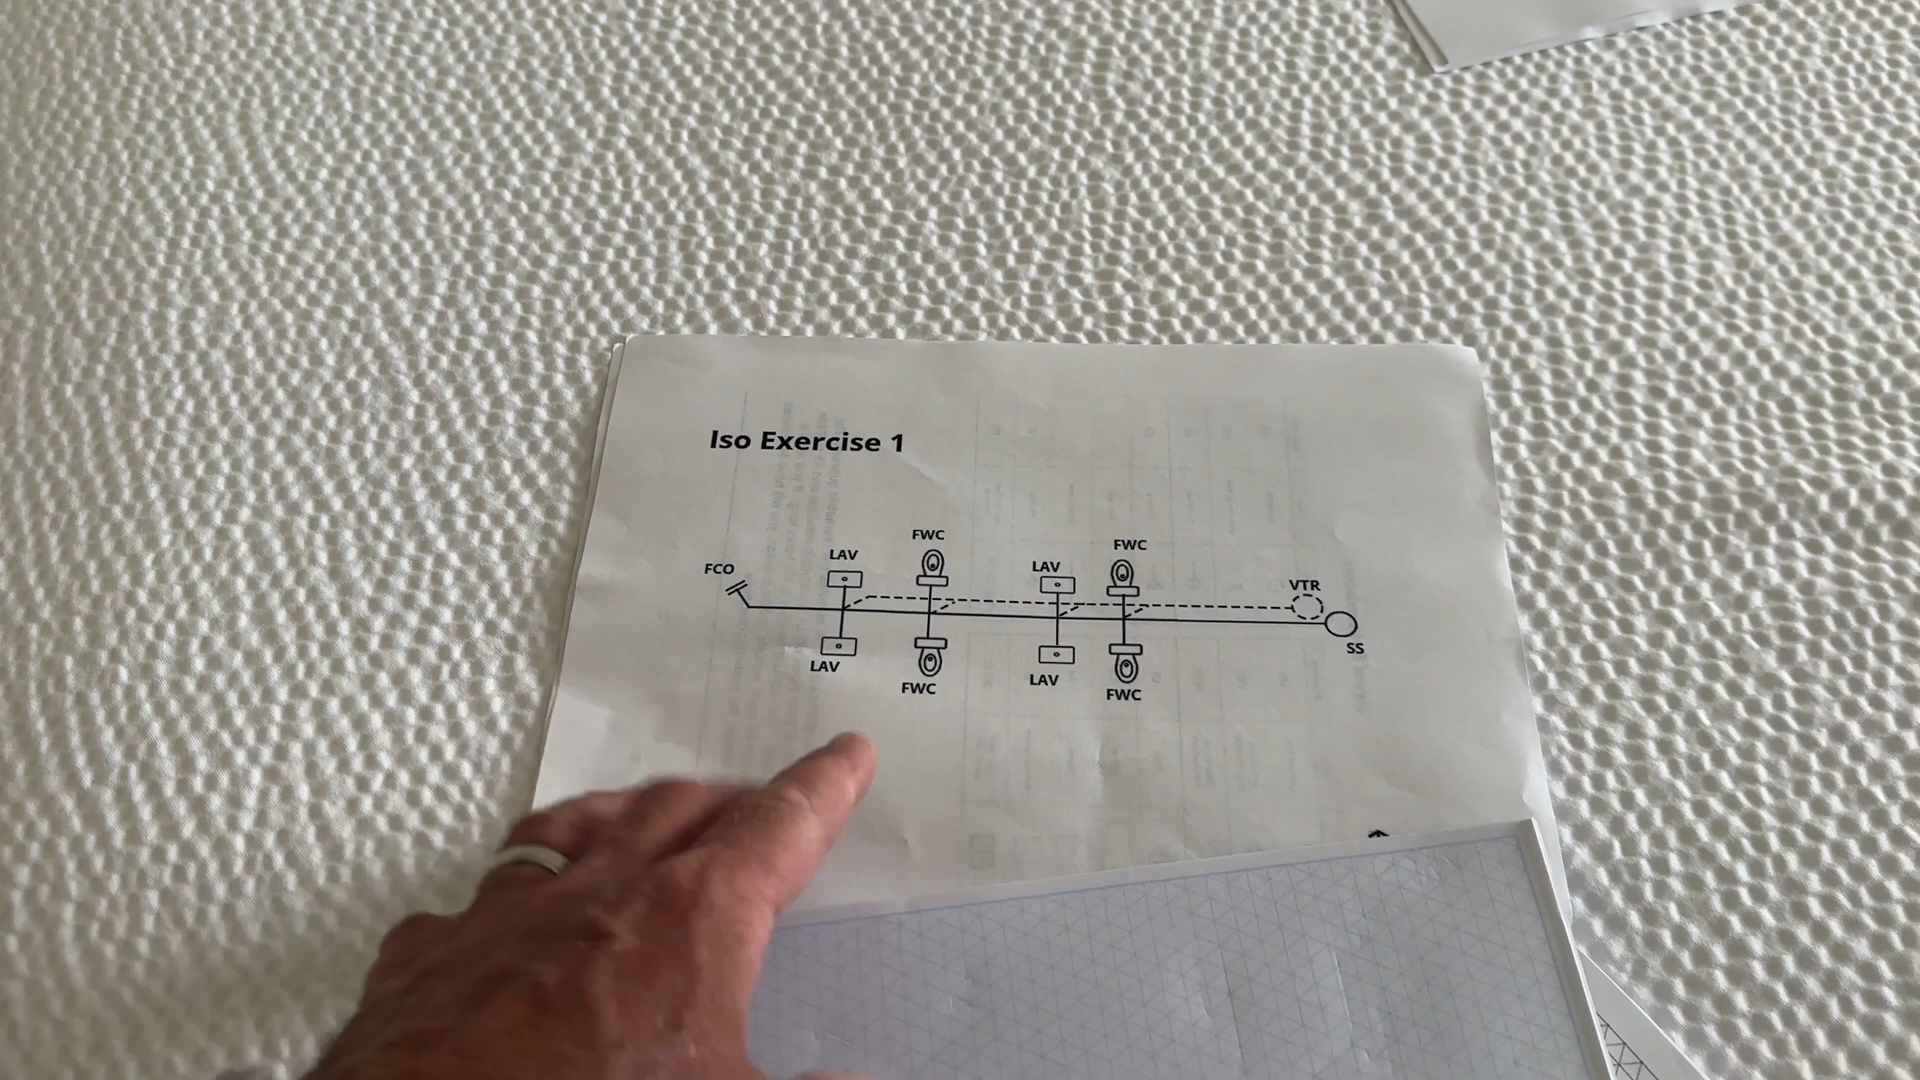 Iso Exercise 1
FWC
FWC
LAV
LAV
FCO
VTR
SS
LAV
LAV
FWC
FWC